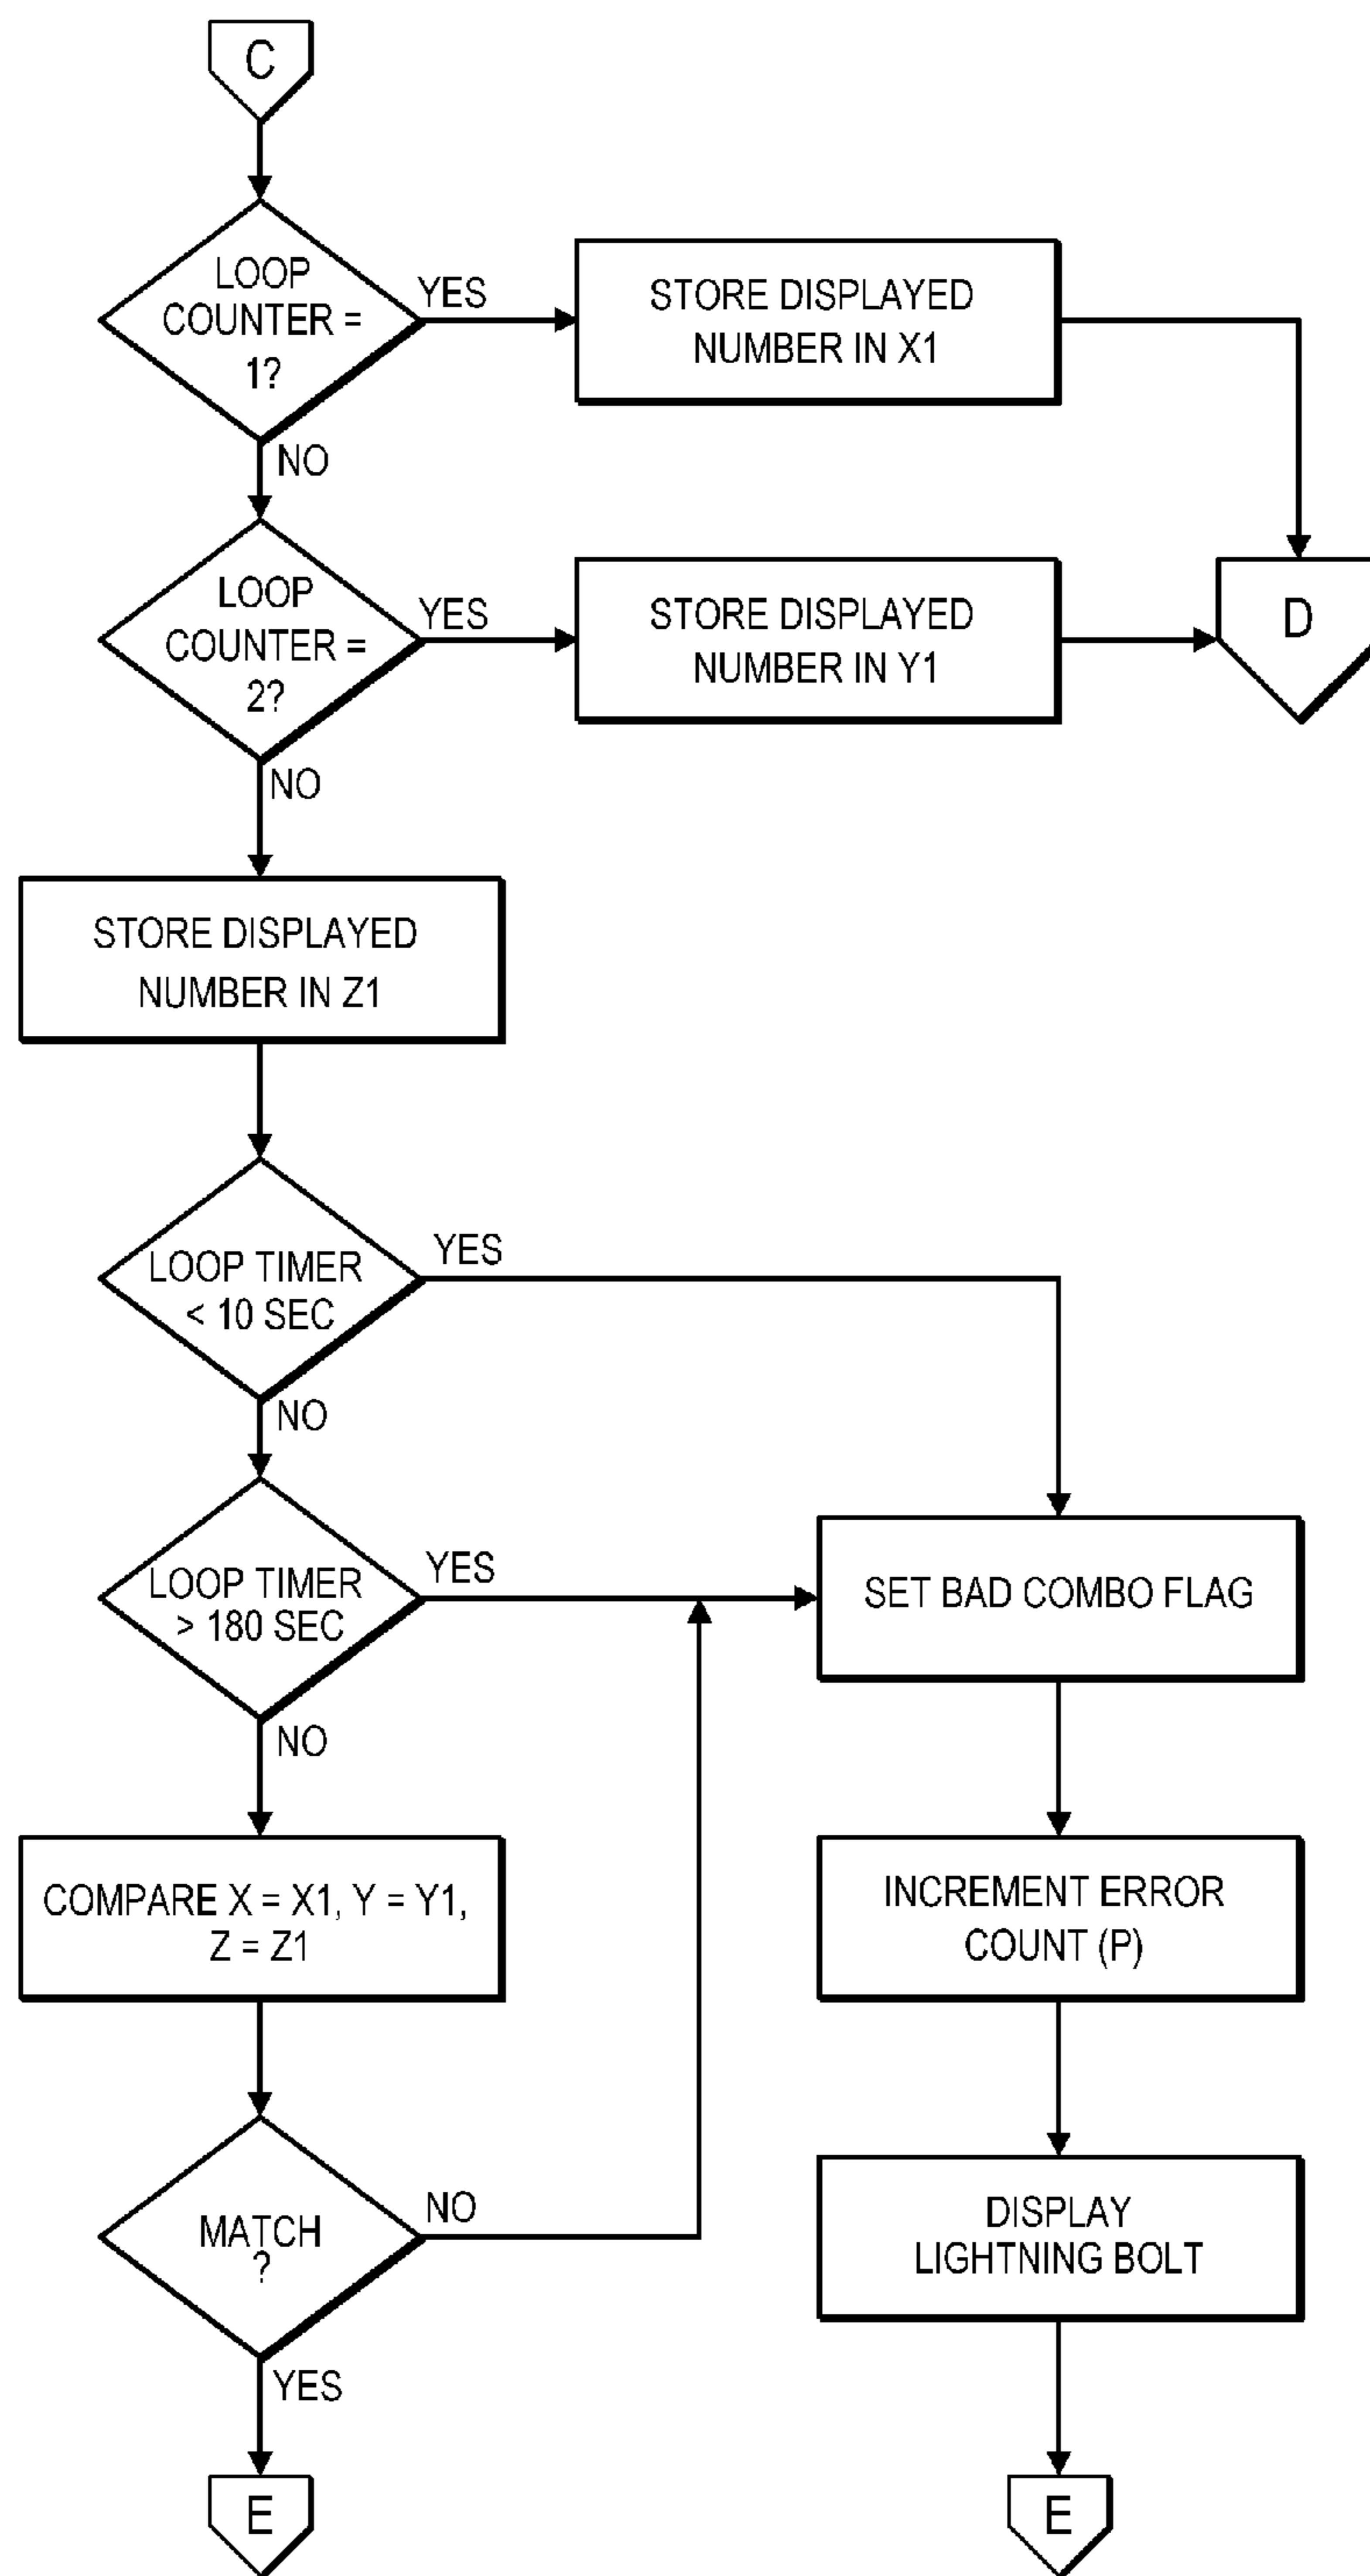 C
LOOP
COUNTER =
1?
YES
STORE DISPLAYED
NUMBER IN X1
NO
LOOP
COUNTER =
2?
YES
STORE DISPLAYED
NUMBER IN Y1
D
NO
STORE DISPLAYED
NUMBER IN Z1
LOOP TIMER
< 10 SEC
YES
NO
LOOP TIMER
> 180 SEC
YES
SET BAD COMBO FLAG
NO
COMPARE X = X1, Y = Y1,
Z = Z1
INCREMENT ERROR
COUNT (P)
MATCH
?
NO
DISPLAY
LIGHTNING BOLT
YES
E
E